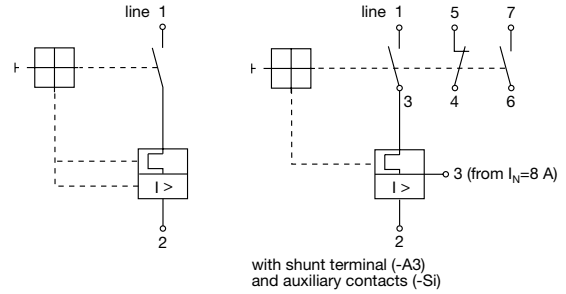 line 1
line 1 5 7
3 4 6
I >
I > 3 (from I_N=8 A)
2
2
with shunt terminal (-A3)
and auxiliary contacts (-Si)